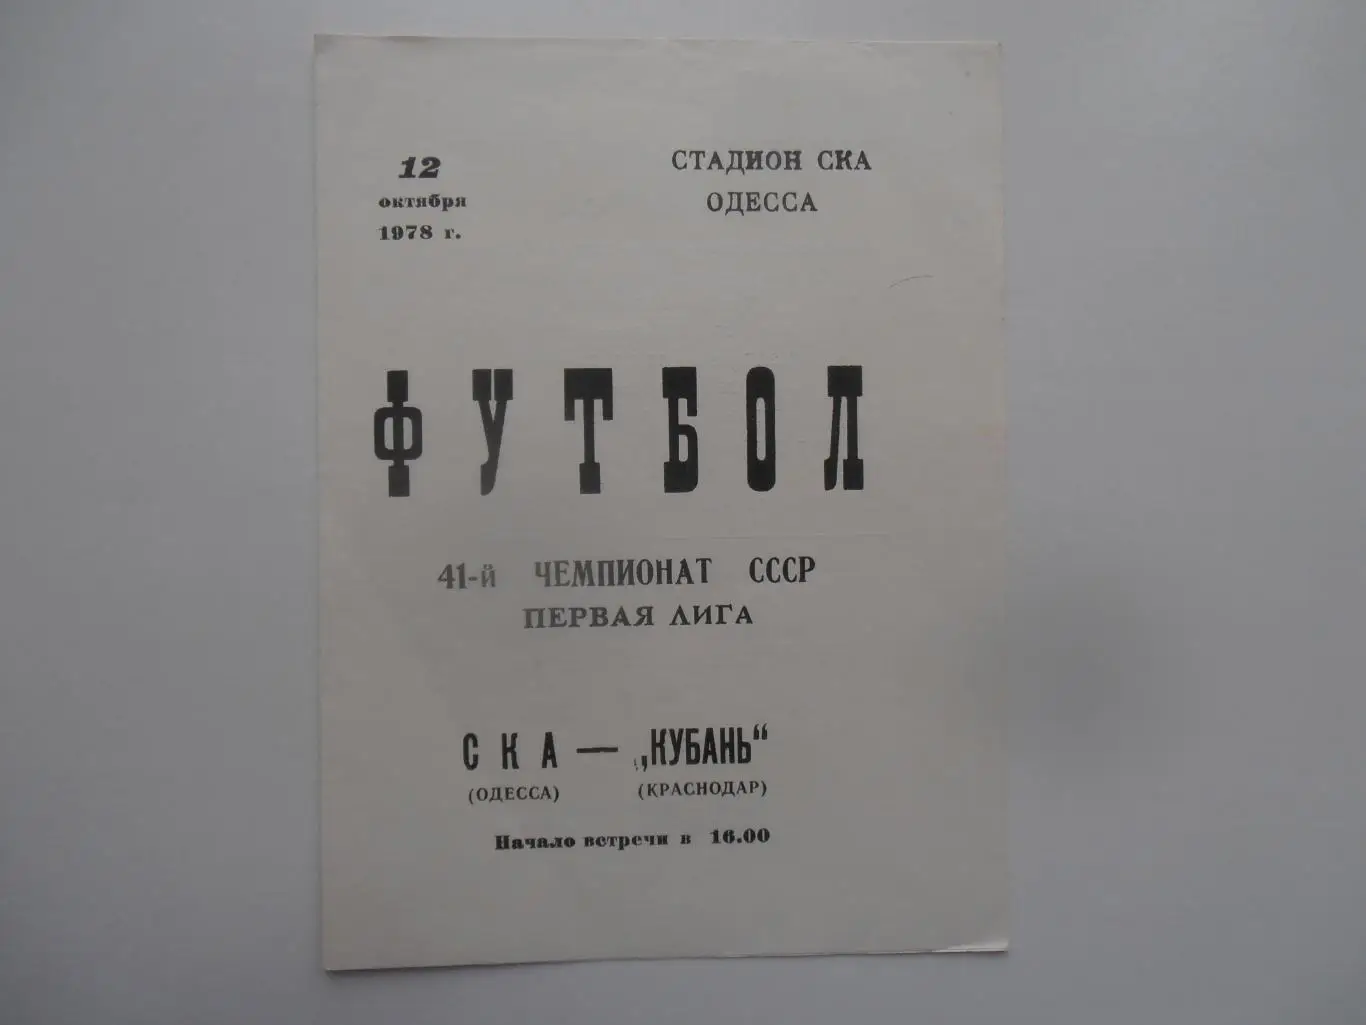 12
октября
1978 г.
СТАДИОН СКА
ОДЕССА
ФУТБОЛ
41-й ЧЕМПИОНАТ СССР
ПЕРВАЯ ЛИГА
СКА — „КУБАНЬ“
(ОДЕССА) (КРАСНОДАР)
Начало встречи в 16.00